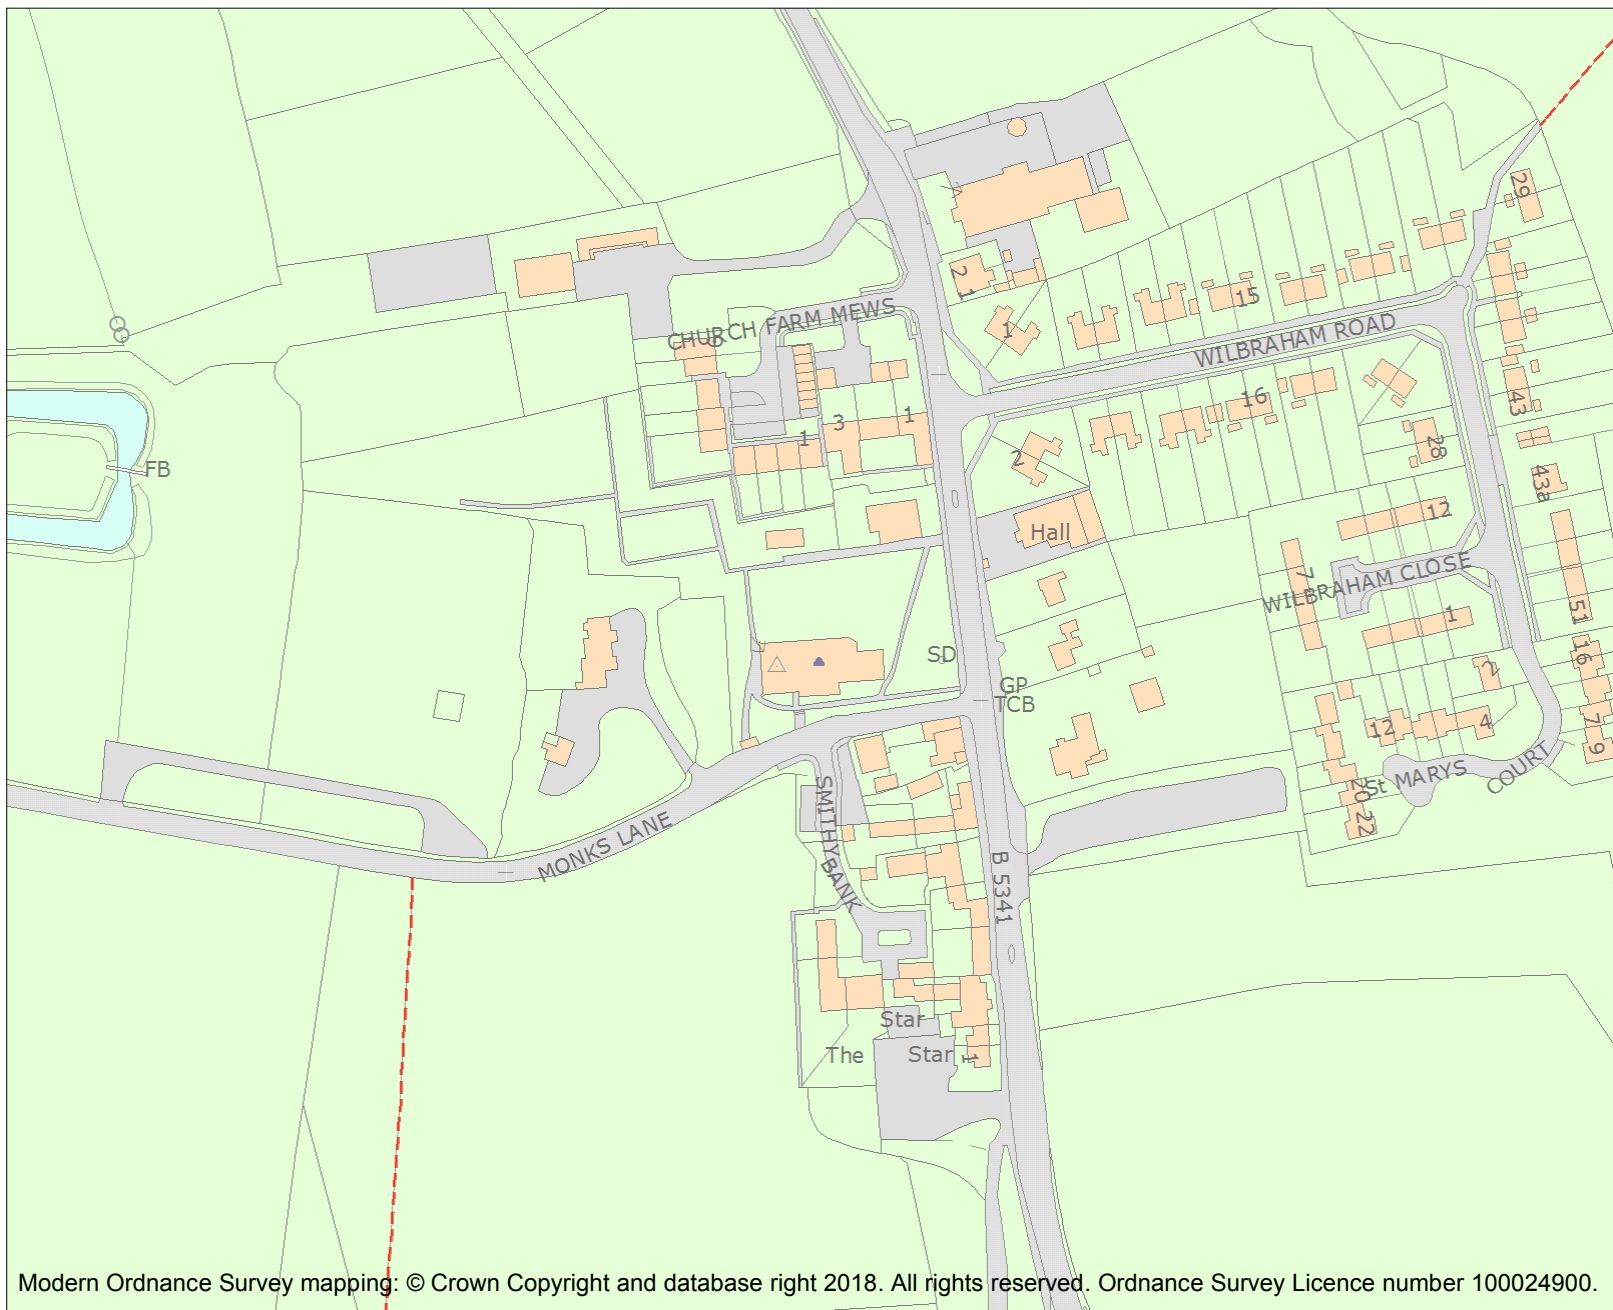 29
2 1
15
CHURCH FARM MEWS
1
WILBRAHAM ROAD
16
43
3
1
1
28
2
FB
43a
12
Hall
WILBRAHAM CLOSE
7
51
1
SD
16
2
GP
TCB
7
4
12
9
St MARYS COURT
20
22
SMITHY BANK
MONKS LANE
B 5341
Star
The Star
1
Modern Ordnance Survey mapping: © Crown Copyright and database right 2018. All rights reserved. Ordnance Survey Licence number 100024900.